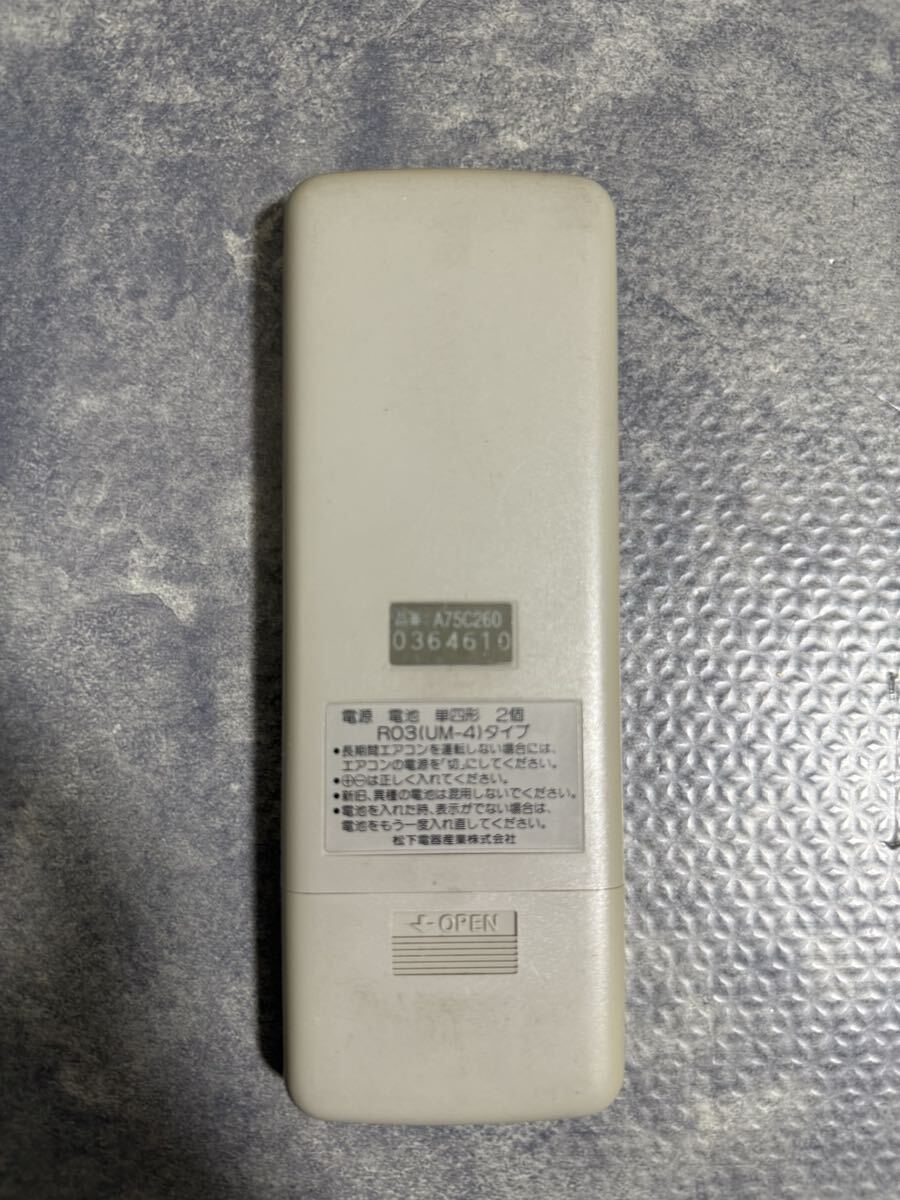 品番：A75C260
0364610
電源 電池 単四形 2個
R03(UM-4)タイプ
●長期間エアコンを運転しない場合には、
エアコンの電源を「切」にしてください。
●⊕⊖は正しく入れてください。
●新旧、異種の電池は混用しないでください。
●電池を入れた時、表示がでない場合は、
電池をもう一度入れ直してください。
松下電器産業株式会社
OPEN